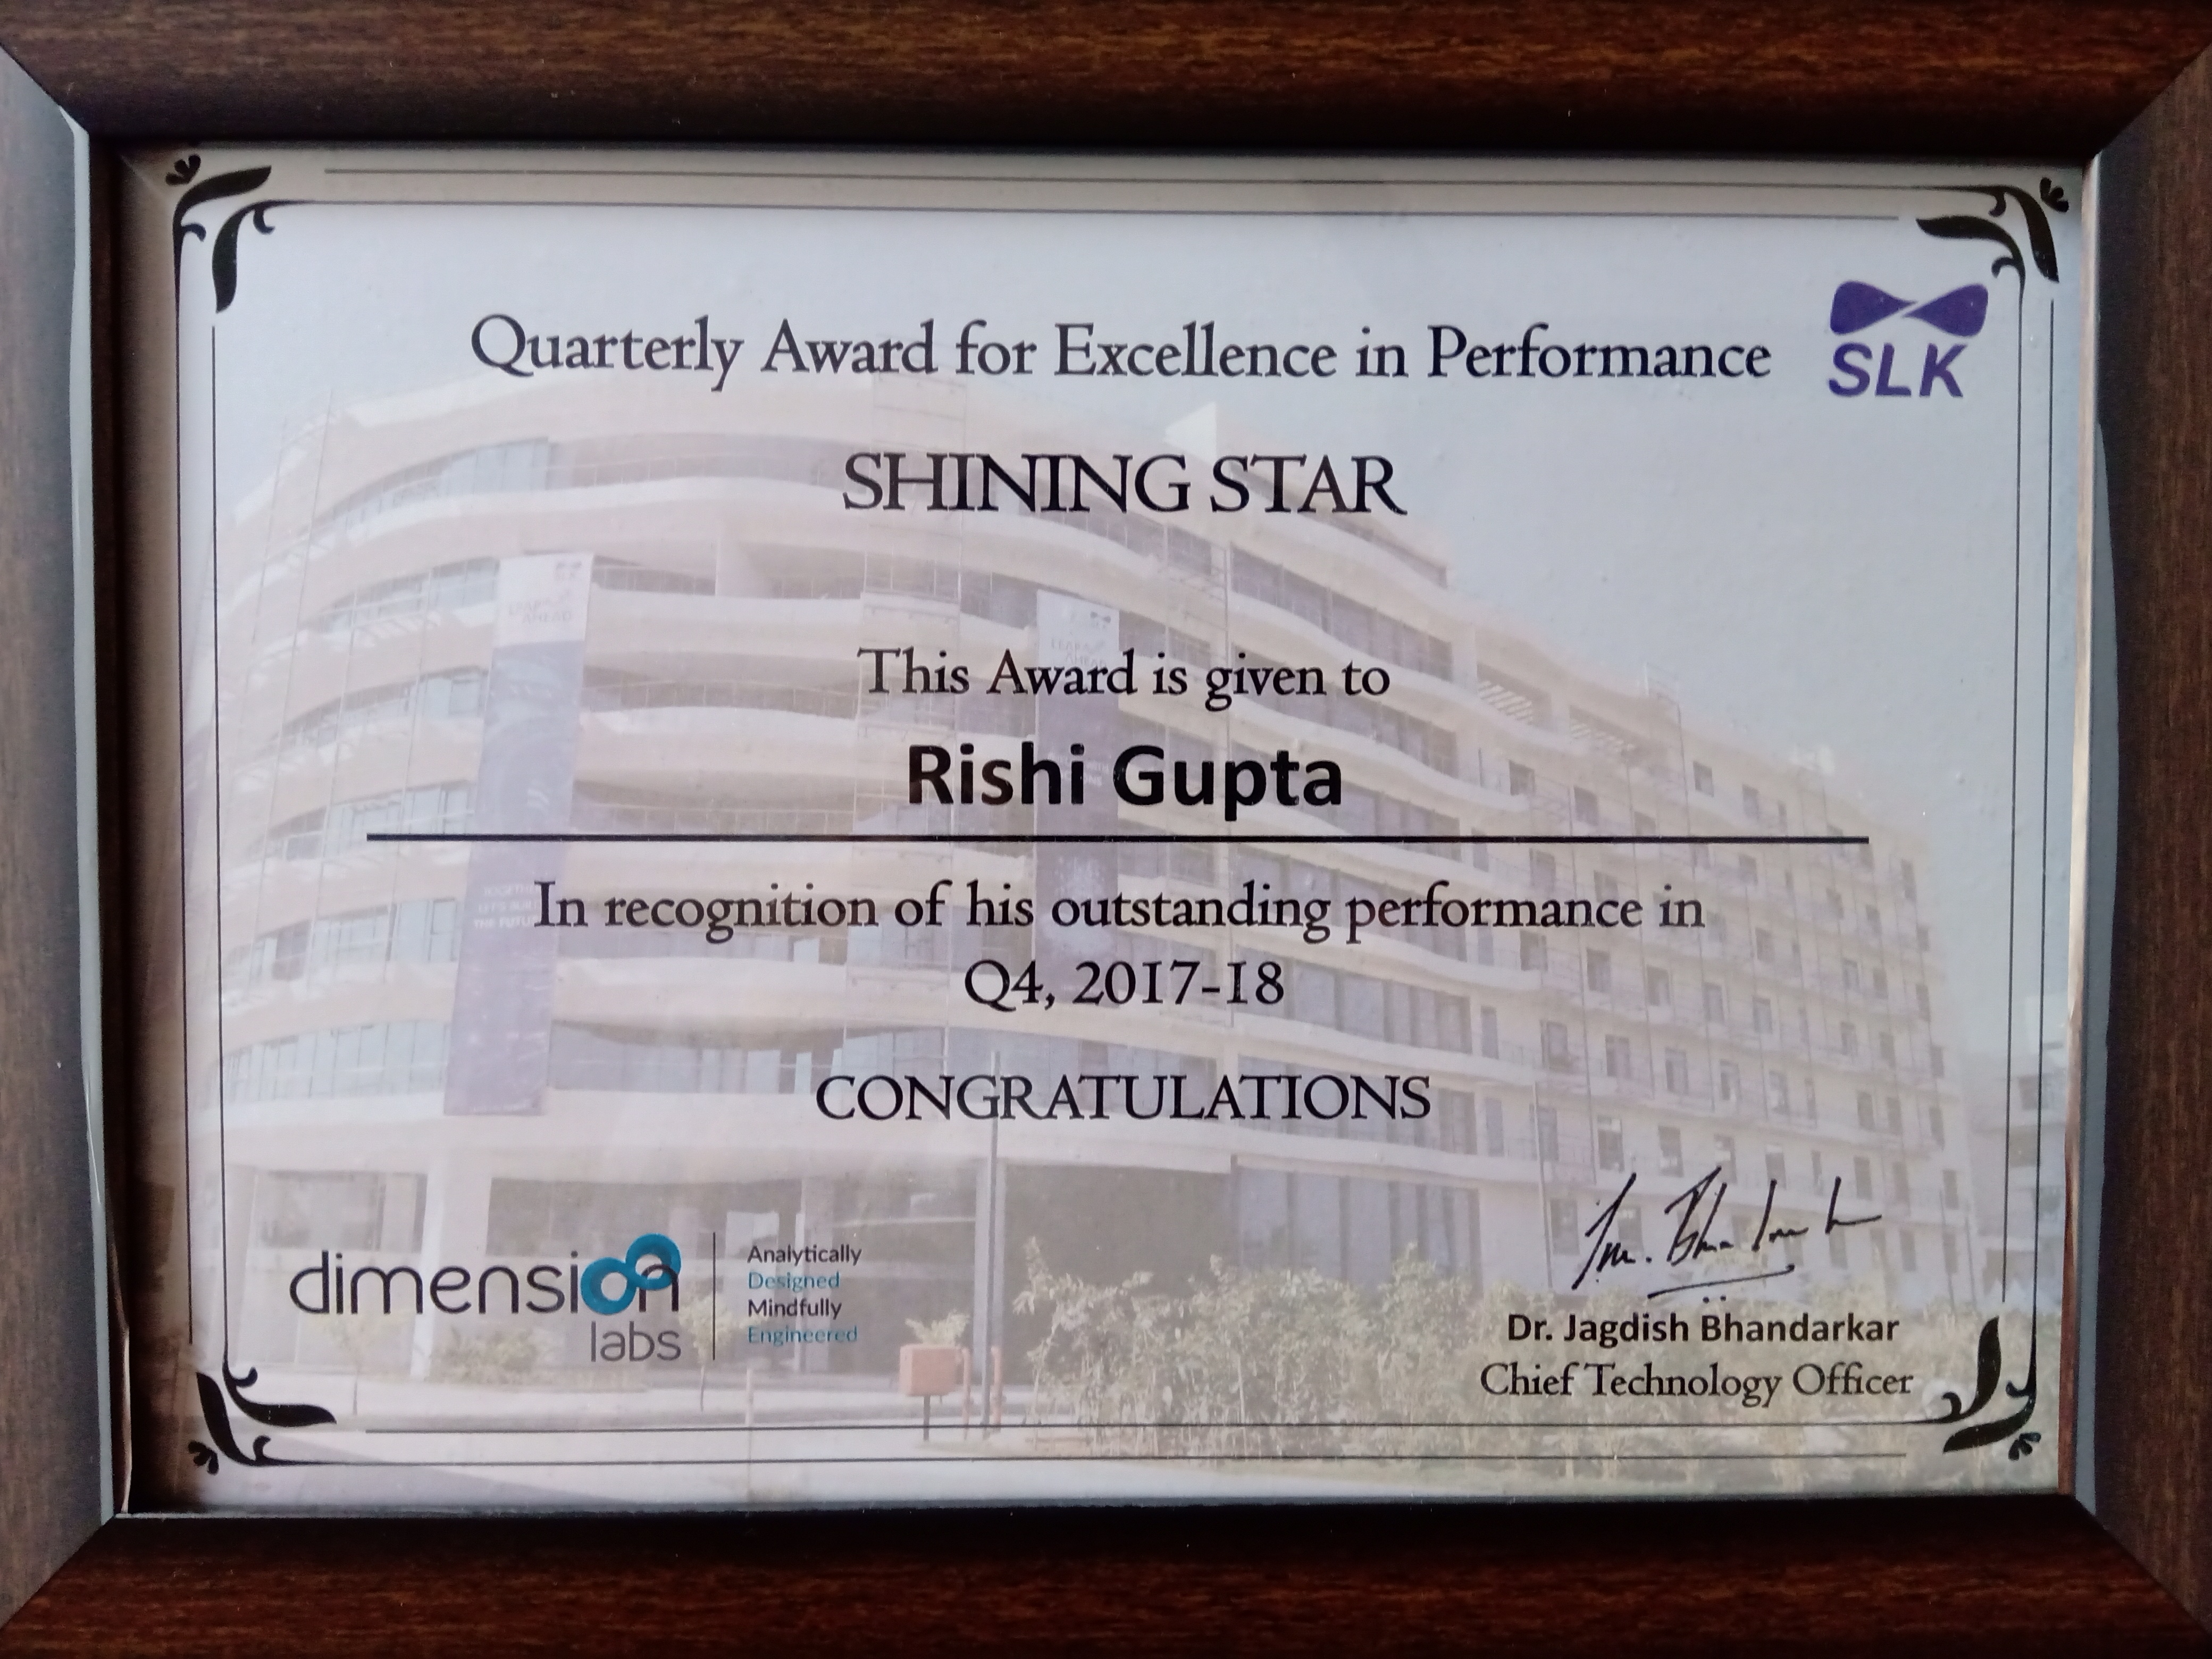 Quarterly Award for Excellence in Performance
SLK
SHINING STAR
This Award is given to
Rishi Gupta
In recognition of his outstanding performance in
Q4, 2017-18
CONGRATULATIONS
dimension
labs
Analytically
Designed
Mindfully
Engineered
Dr. Jagdish Bhandarkar
Chief Technology Officer